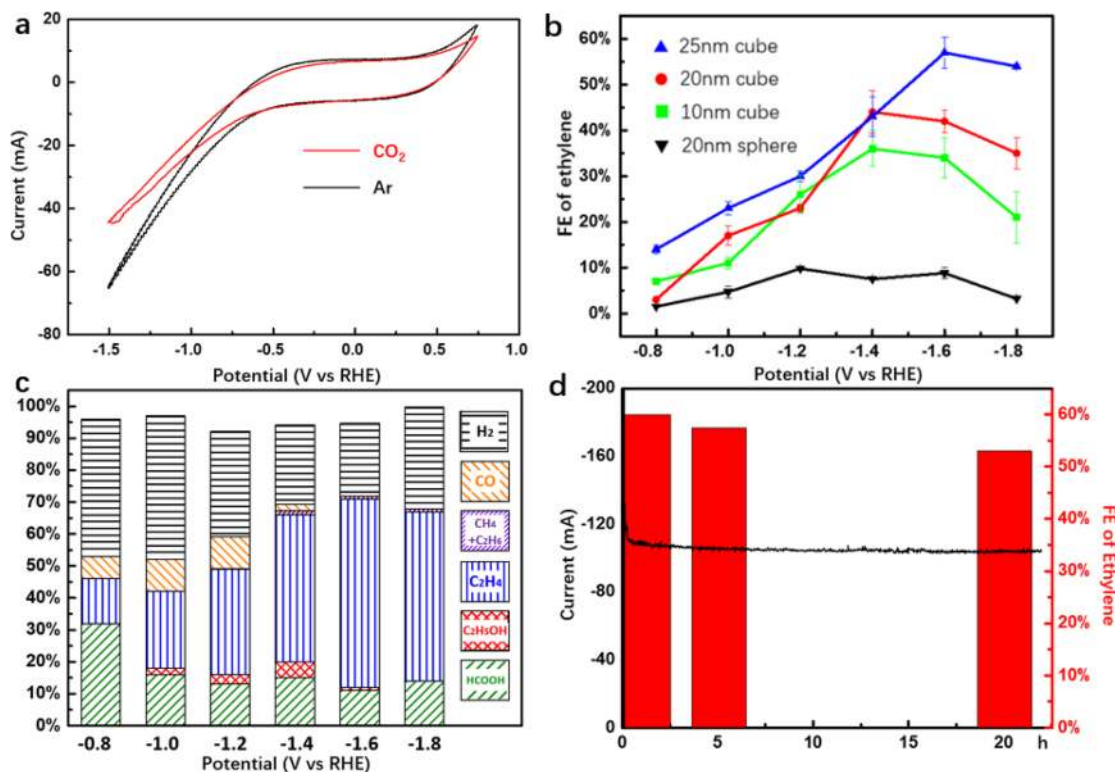 a
20
0
-20
-40
-60
-80
Current (mA)
CO₂
Ar
-1.5
-1.0
-0.5
0.0
0.5
1.0
Potential (V vs RHE)
b
60%
50%
40%
30%
20%
10%
0%
FE of ethylene
25nm cube
20nm cube
10nm cube
20nm sphere
-0.8
-1.0
-1.2
-1.4
-1.6
-1.8
Potential (V vs RHE)
c
100%
90%
80%
70%
60%
50%
40%
30%
20%
10%
0%
H₂
CO
CH₄
+C₂H₆
C₂H₄
C₂H₅OH
HCOOH
-0.8
-1.0
-1.2
-1.4
-1.6
-1.8
Potential (V vs RHE)
d
-200
-160
-120
-80
-40
0
Current (mA)
60%
50%
40%
30%
20%
10%
0%
FE of Ethylene
0
5
10
15
20
h